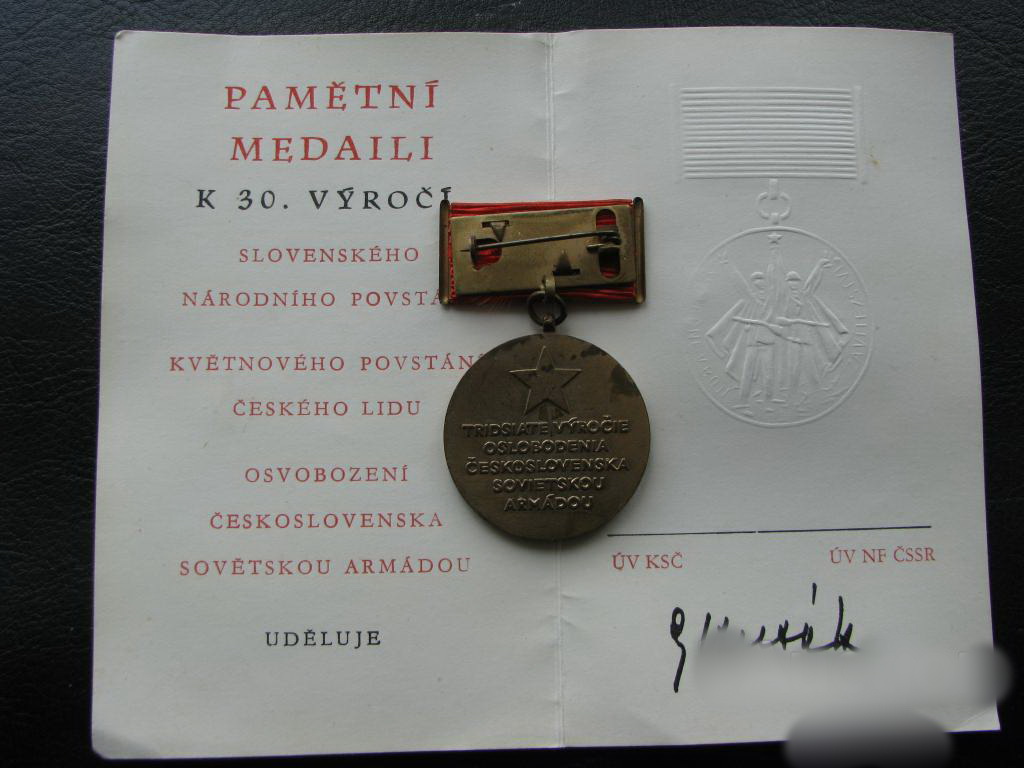 PAMĚTNÍ
MEDAILI
K 30. VÝROČÍ
SLOVENSKÉHO
NÁRODNÍHO POVSTÁ
KVĚTNOVÉHO POVSTÁN
ČESKÉHO LIDU
OSVOBOZENÍ
ČESKOSLOVENSKA
SOVĚTSKOU ARMÁDOU
UDĚLUJE
TRIDSIATE VÝROČIE
OSLOBODENIA
ČESKOSLOVENSKA
SOVIETSKOU
ARMÁDOU
ÚV KSČ
ÚV NF ČSSR